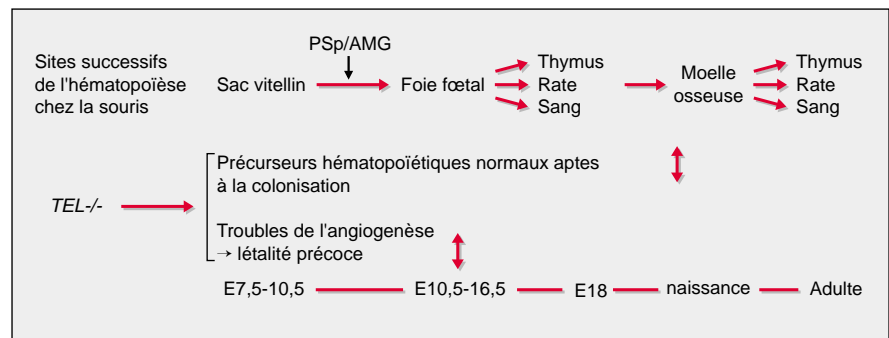 PSp/AMG
Sites successifs
de l'hématopoïèse
chez la souris
Sac vitellin
Foie fœtal
Thymus
Rate
Sang
Moelle
osseuse
Thymus
Rate
Sang
TEL-/-
Précurseurs hématopoïétiques normaux aptes
à la colonisation
Troubles de l'angiogenèse
→ létalité précoce
E7,5-10,5
E10,5-16,5
E18
naissance
Adulte